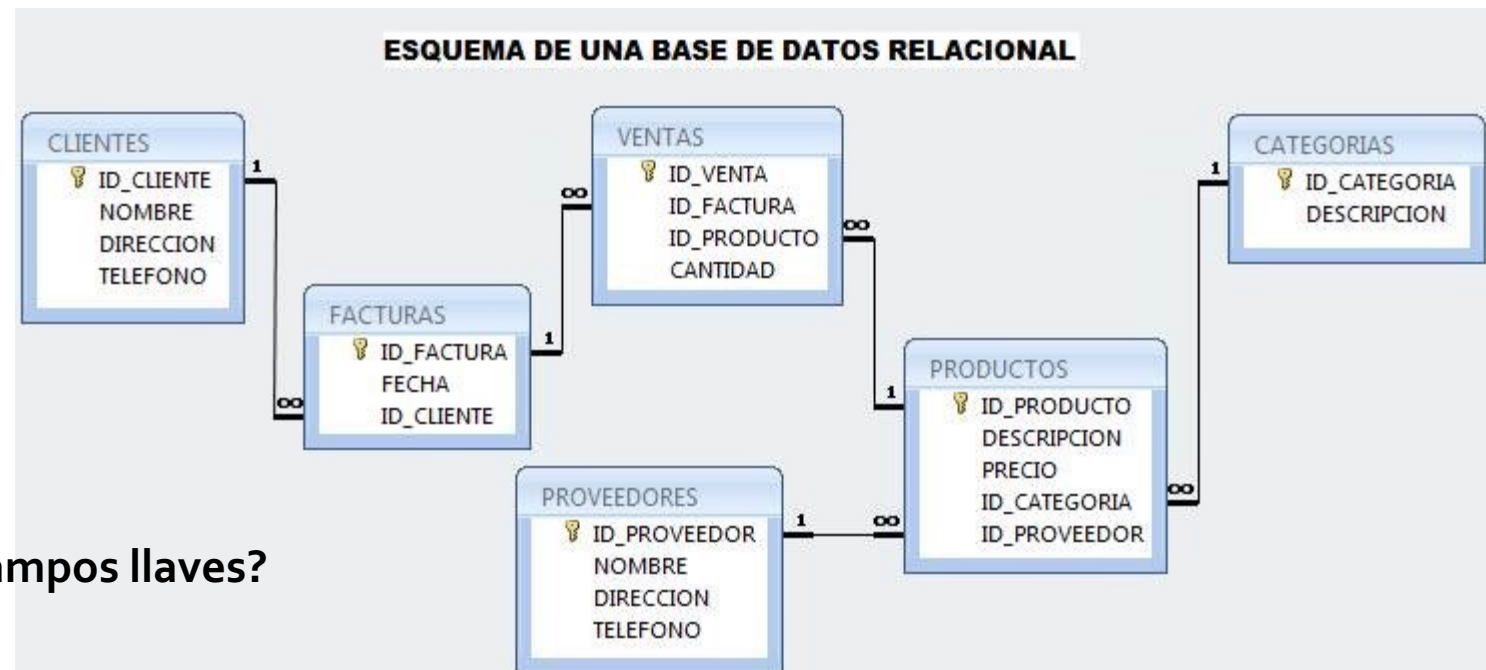 ESQUEMA DE UNA BASE DE DATOS RELACIONAL
CLIENTES
ID_CLIENTE
NOMBRE
DIRECCION
TELEFONO
1
∞
FACTURAS
ID_FACTURA
FECHA
ID_CLIENTE
1
∞
VENTAS
ID_VENTA
ID_FACTURA
ID_PRODUCTO
CANTIDAD
∞
1
PRODUCTOS
ID_PRODUCTO
DESCRIPCION
PRECIO
ID_CATEGORIA
ID_PROVEEDOR
∞
1
CATEGORIAS
ID_CATEGORIA
DESCRIPCION
PROVEEDORES
ID_PROVEEDOR
NOMBRE
DIRECCION
TELEFONO
1
∞
llaves?